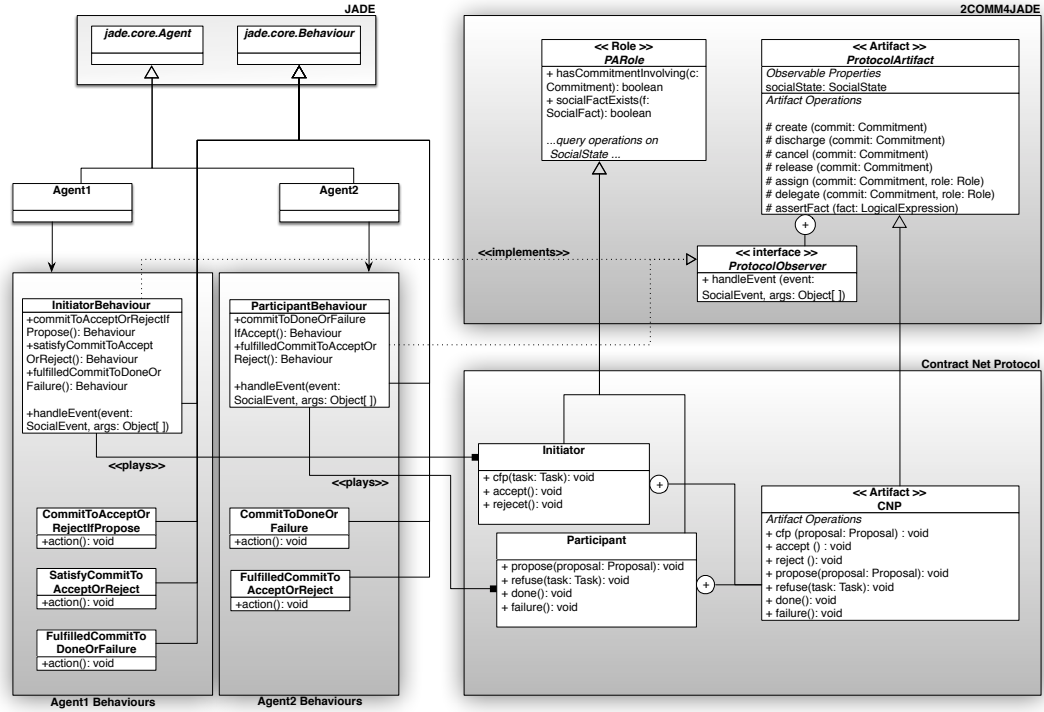 JADE
jade.core.Agent
jade.core.Behaviour
Agent1
Agent2
InitiatorBehaviour
+commitToAcceptOrRejectIf
Propose(): Behaviour
+satisfyCommitToAccept
OrReject(): Behaviour
+fulfilledCommitToDoneOr
Failure(): Behaviour
+handleEvent(event:
SocialEvent, args: Object[ ])
<<plays>>
CommitToAcceptOr
RejectIfPropose
+action(): void
SatisfyCommitTo
AcceptOrReject
+action(): void
FulfilledCommitTo
DoneOrFailure
+action(): void
Agent1 Behaviours
ParticipantBehaviour
+commitToDoneOrFailure
IfAccept(): Behaviour
+fulfilledCommitToAcceptOr
Reject(): Behaviour
+handleEvent(event:
SocialEvent, args: Object[ ])
<<plays>>
CommitToDoneOr
Failure
+action(): void
FulfilledCommitTo
AcceptOrReject
+action(): void
Agent2 Behaviours
2COMM4JADE
<< Role >>
PARole
+ hasCommitmentInvolving(c:
Commitment): boolean
+ socialFactExists(f:
SocialFact): boolean
...query operations on
SocialState ...
<< Artifact >>
ProtocolArtifact
Observable Properties
socialState: SocialState
Artifact Operations
# create (commit: Commitment)
# discharge (commit: Commitment)
# cancel (commit: Commitment)
# release (commit: Commitment)
# assign (commit: Commitment, role: Role)
# delegate (commit: Commitment, role: Role)
# assertFact (fact: LogicalExpression)
+
<<implements>>
<< interface >>
ProtocolObserver
+ handleEvent (event:
SocialEvent, args: Object[ ])
Contract Net Protocol
Initiator
+ cfp(task: Task): void
+ accept(): void
+ rejecet(): void
+
Participant
+ propose(proposal: Proposal): void
+ refuse(task: Task): void
+ done(): void
+ failure(): void
+
<< Artifact >>
CNP
Artifact Operations
+ cfp (proposal: Proposal) : void
+ accept () : void
+ reject (): void
+ propose(proposal: Proposal): void
+ refuse(task: Task): void
+ done(): void
+ failure(): void